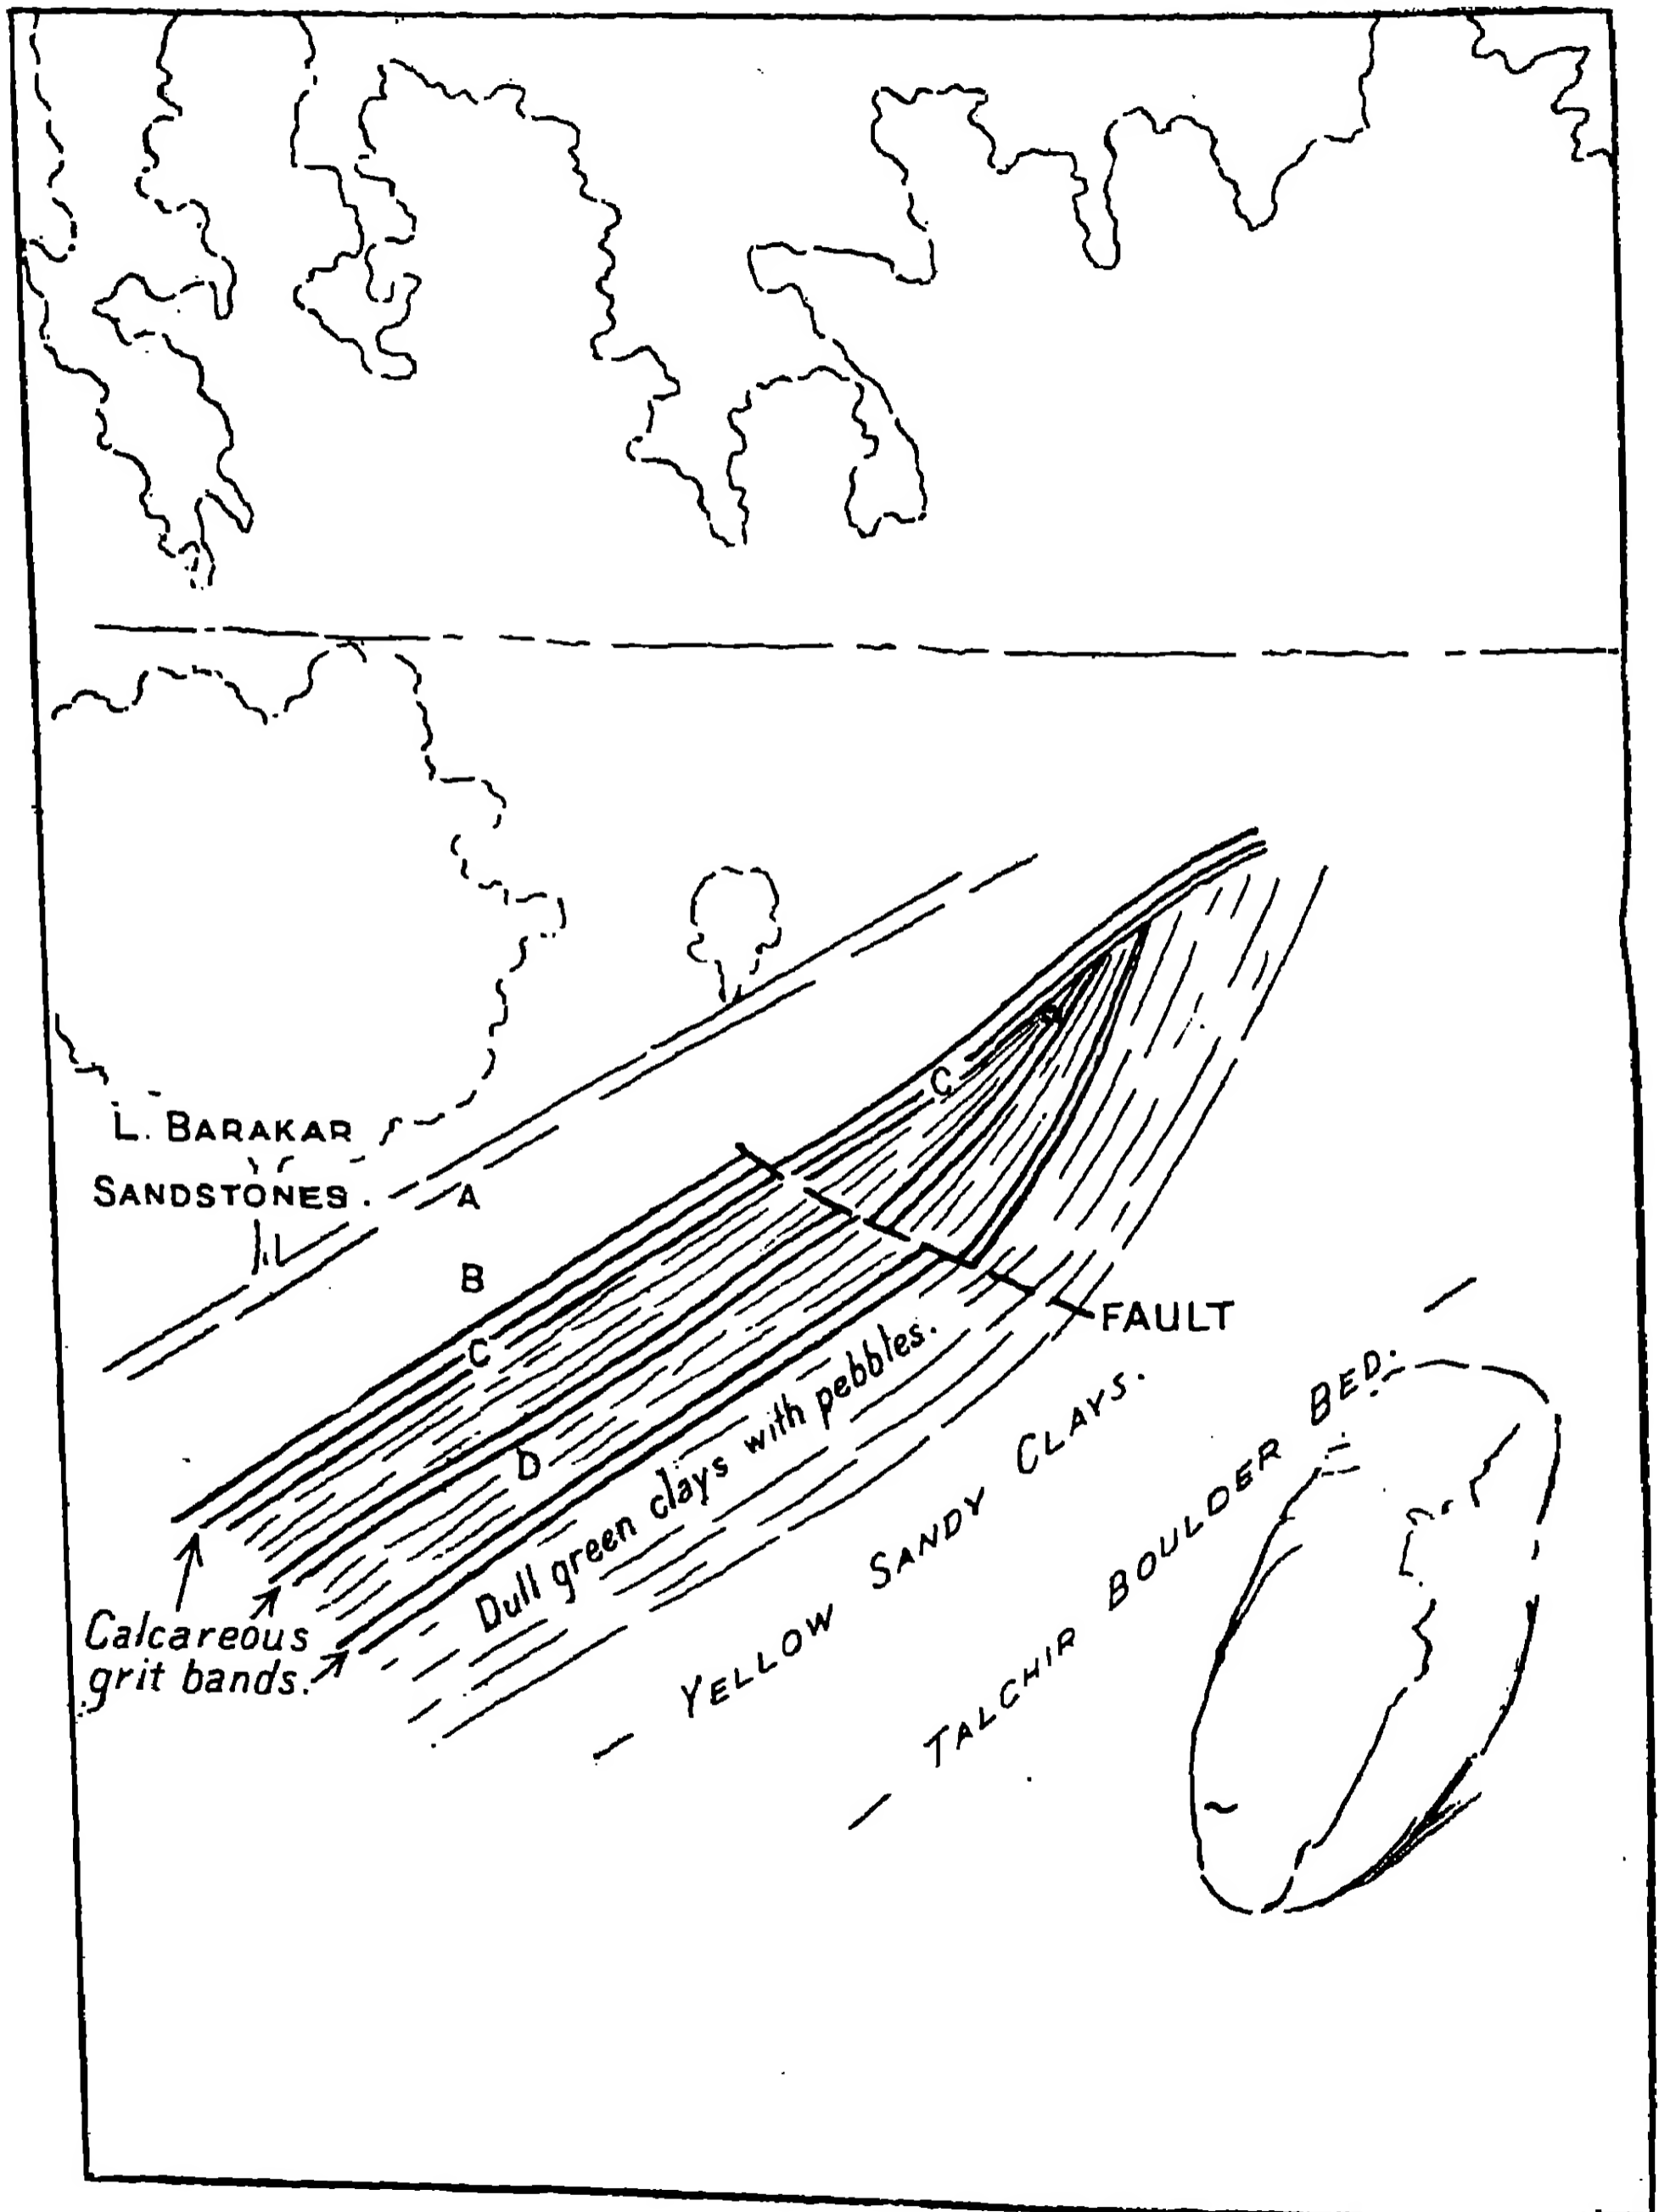 L. BARAKAR
SANDSTONES.
A
B
C
C
D
FAULT
Dull green clays with pebbles.
YELLOW SANDY CLAYS.
TALCHIR BOULDER BED.
Calcareous
grit bands.